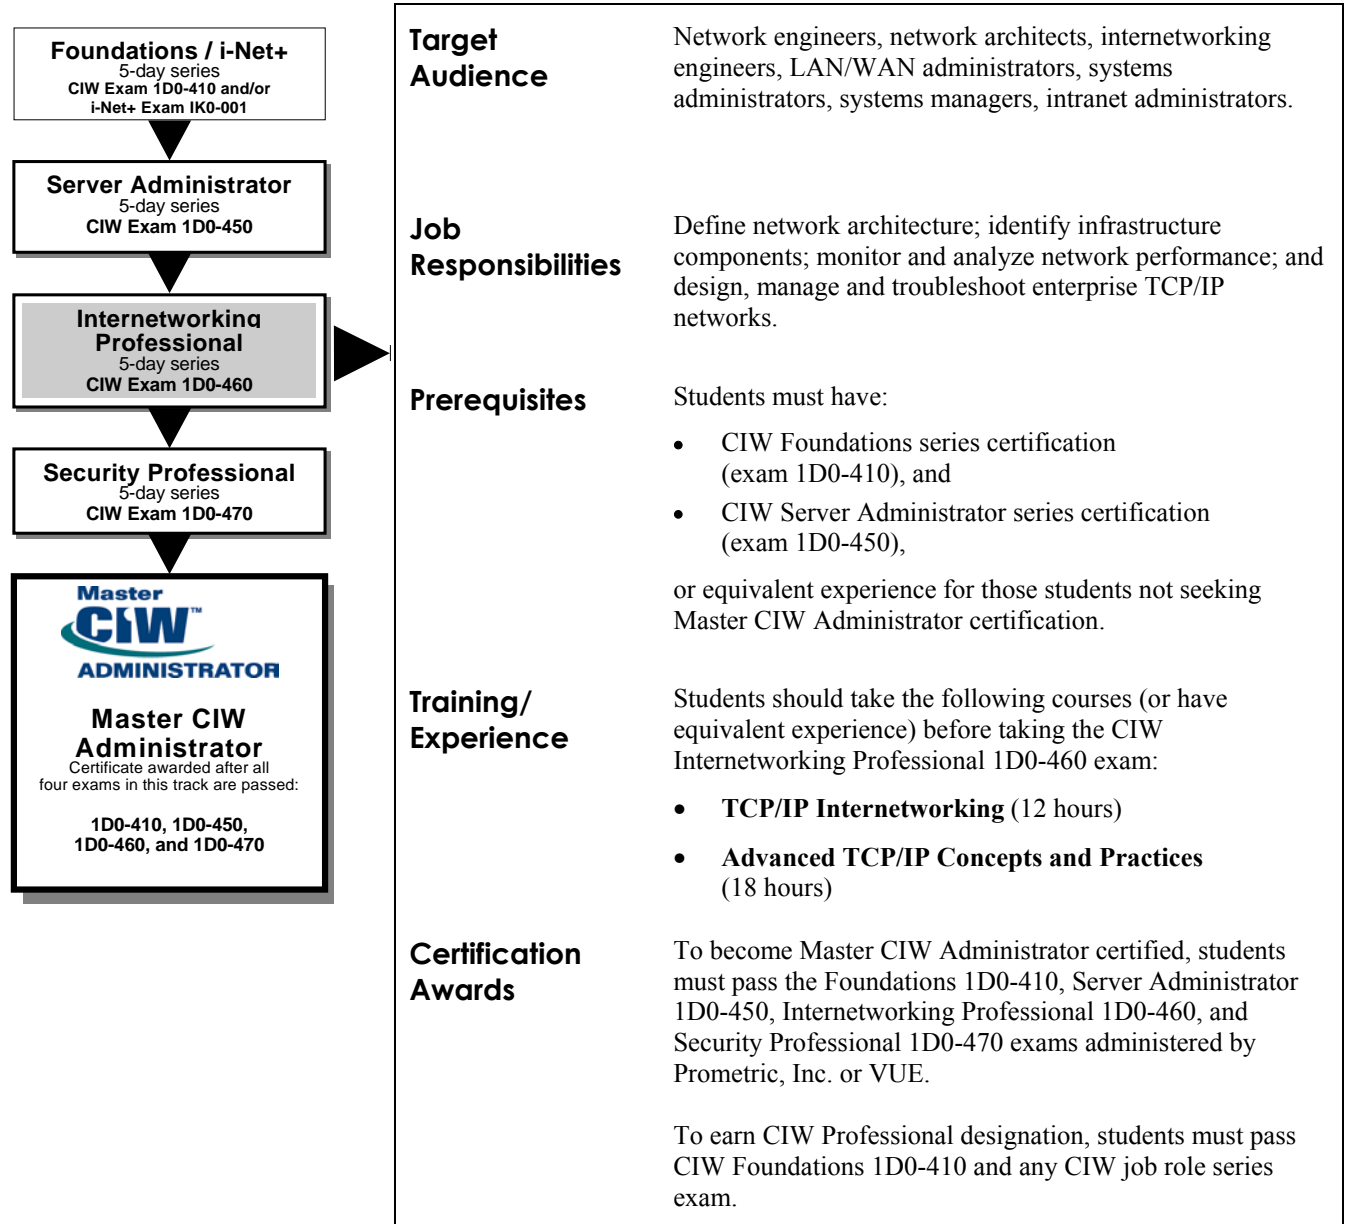 Foundations / i-Net+
5-day series
CIW Exam 1D0-410 and/or
i-Net+ Exam IK0-001
Server Administrator
5-day series
CIW Exam 1D0-450
Internetworking
Professional
5-day series
CIW Exam 1D0-460
Security Professional
5-day series
CIW Exam 1D0-470
Master
CIW™
ADMINISTRATOR
Master CIW
Administrator
Certificate awarded after all
four exams in this track are passed:
1D0-410, 1D0-450,
1D0-460, and 1D0-470
Target
Audience
Network engineers, network architects, internetworking
engineers, LAN/WAN administrators, systems
administrators, systems managers, intranet administrators.
Job
Responsibilities
Define network architecture; identify infrastructure
components; monitor and analyze network performance; and
design, manage and troubleshoot enterprise TCP/IP
networks.
Prerequisites
Students must have:
• CIW Foundations series certification
(exam 1D0-410), and
• CIW Server Administrator series certification
(exam 1D0-450),
or equivalent experience for those students not seeking
Master CIW Administrator certification.
Training/
Experience
Students should take the following courses (or have
equivalent experience) before taking the CIW
Internetworking Professional 1D0-460 exam:
• TCP/IP Internetworking (12 hours)
• Advanced TCP/IP Concepts and Practices
(18 hours)
Certification
Awards
To become Master CIW Administrator certified, students
must pass the Foundations 1D0-410, Server Administrator
1D0-450, Internetworking Professional 1D0-460, and
Security Professional 1D0-470 exams administered by
Prometric, Inc. or VUE.
To earn CIW Professional designation, students must pass
CIW Foundations 1D0-410 and any CIW job role series
exam.